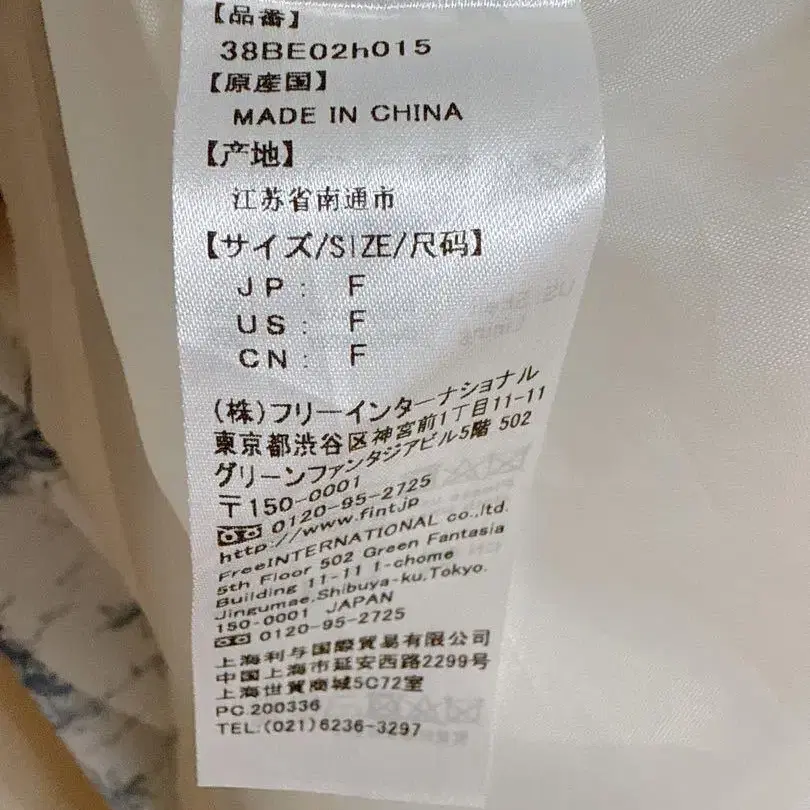 【品番】
38BE02h015
【原産国】
MADE IN CHINA
【产地】
江苏省南通市
【サイズ/SIZE/尺码】
JP: F
US: F
CN: F
(株)フリーインターナショナル
東京都渋谷区神宮前1丁目11-11
グリーンファンタジアビル5階 502
〒150-0001
0120-95-2725
http://www.fint.jp
FreeINTERNATIONAL co.,ltd.
5th Floor 502 Green Fantasia
Building 11-11 1-chome
Jingumae,Shibuya-ku,Tokyo.
150-0001 JAPAN
0120-95-2725
上海利与国際貿易有限公司
中国上海市延安西路2299号
上海世貿商城5C72室
PC.200336
TEL:(021)6236-3297